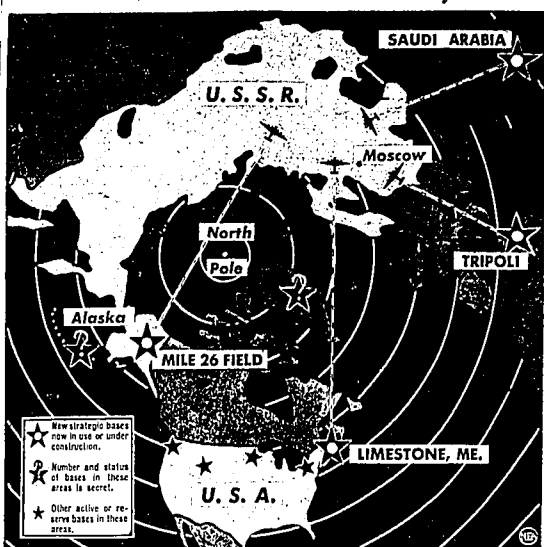 SAUDI ARABIA
U. S. S. R.
Moscow
North
Pole
TRIPOLI
Alaska
MILE 26 FIELD
LIMESTONE, ME.
U. S. A.
New strategic bases
now in use or under
construction.
Number and status
of bases in these
areas is secret.
Other active or re-
serve bases in these
areas.